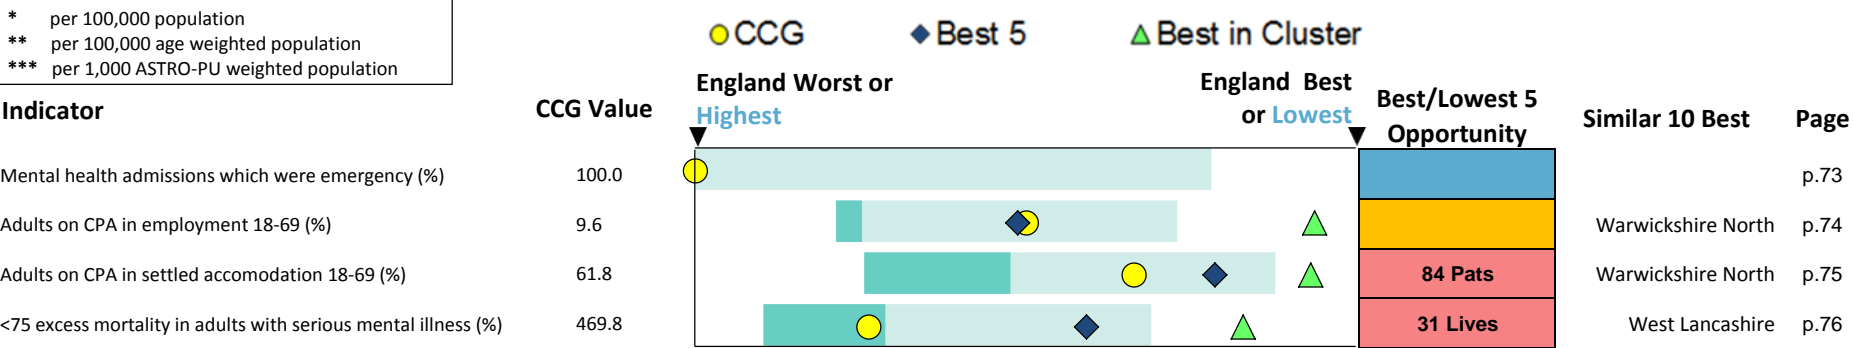 * per 100,000 population
** per 100,000 age weighted population
*** per 1,000 ASTRO-PU weighted population
CCG Best 5 Best in Cluster
Indicator CCG Value England Worst or Highest England Best or Lowest Best/Lowest 5 Opportunity Similar 10 Best Page
Mental health admissions which were emergency (%) 100.0 p.73
Adults on CPA in employment 18-69 (%) 9.6 Warwickshire North p.74
Adults on CPA in settled accomodation 18-69 (%) 61.8 84 Pats Warwickshire North p.75
<75 excess mortality in adults with serious mental illness (%) 469.8 31 Lives West Lancashire p.76